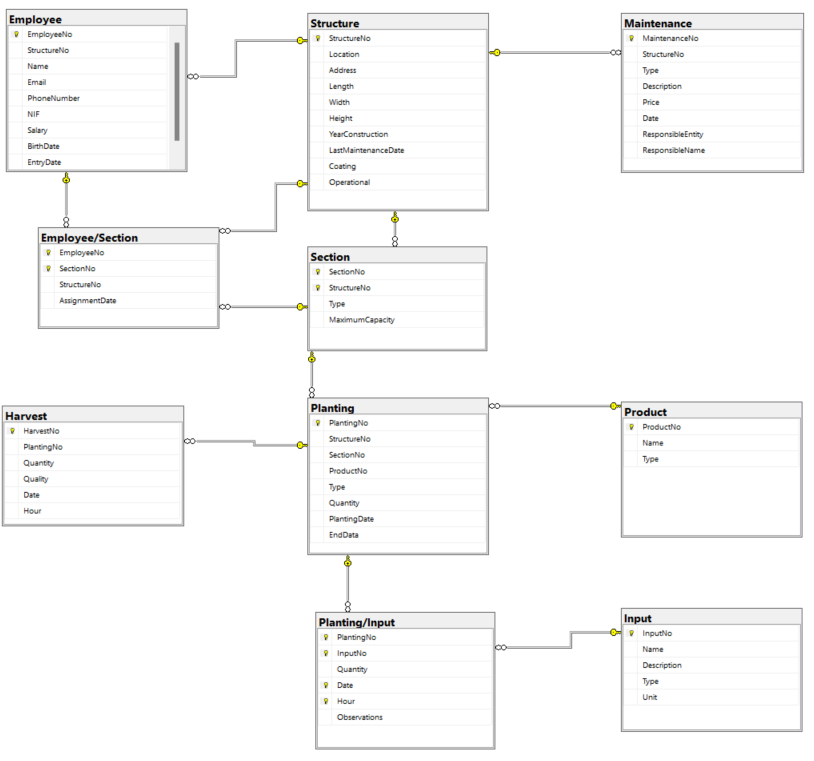 Employee
EmployeeNo
StructureNo
Name
Email
PhoneNumber
NIF
Salary
BirthDate
EntryDate
Structure
StructureNo
Location
Address
Length
Width
Height
YearConstruction
LastMaintenanceDate
Coating
Operational
Maintenance
MaintenanceNo
StructureNo
Type
Description
Price
Date
ResponsibleEntity
ResponsibleName
Employee/Section
EmployeeNo
SectionNo
StructureNo
AssignmentDate
Section
SectionNo
StructureNo
Type
MaximumCapacity
Harvest
HarvestNo
PlantingNo
Quantity
Quality
Date
Hour
Planting
PlantingNo
StructureNo
SectionNo
ProductNo
Type
Quantity
PlantingDate
EndData
Product
ProductNo
Name
Type
Planting/Input
PlantingNo
InputNo
Quantity
Date
Hour
Observations
Input
InputNo
Name
Description
Type
Unit